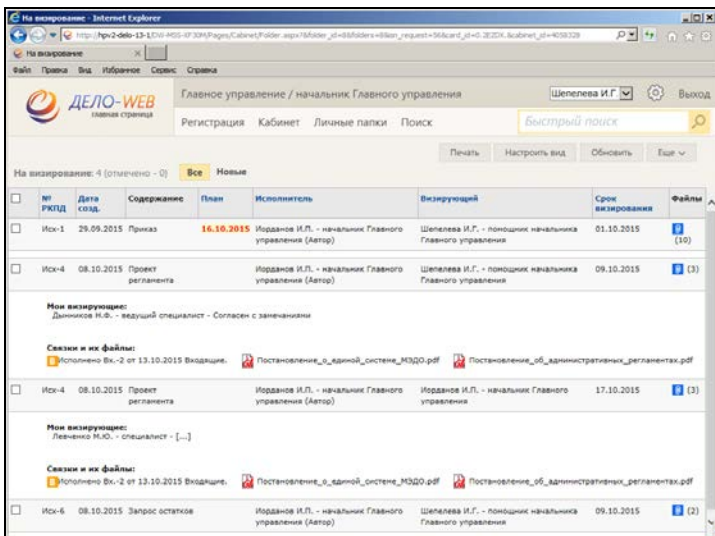 На визирование - Internet Explorer
http://hpv2-delo-13-1/
На визирование
Файл Правка Вид Избранное Сервис Справка
ДЕЛО-WEB
главная страница
Главное управление / начальник Главного управления
Шепелева И.Г.
Выход
Регистрация Кабинет Личные папки Поиск
Быстрый поиск
Печать Настроить вид Обновить Еще
На визирование: 4 (отмечено - 0) Все Новые
№ РКПД Дата созд. Содержание План Исполнитель Визирующий Срок визирования Файлы
Исх-1 29.09.2015 Приказ 16.10.2015 Иорданов И.П. - начальник Главного управления (Автор) Шепелева И.Г. - помощник начальника Главного управления 01.10.2015 (10)
Исх-4 08.10.2015 Проект регламента Иорданов И.П. - начальник Главного управления (Автор) Шепелева И.Г. - помощник начальника Главного управления 09.10.2015 (3)
Мои визирующие:
Дынников Н.Ф. - ведущий специалист - Согласен с замечаниями
Связки и их файлы:
Исполнено Вх.-2 от 13.10.2015 Входящие. Постановление_о_единой_системе_МЭДО.pdf Постановление_об_административных_регламентах.pdf
Исх-4 08.10.2015 Проект регламента Иорданов И.П. - начальник Главного управления (Автор) Иорданов И.П. - начальник Главного управления 17.10.2015 (3)
Мои визирующие:
Левченко М.Ю. - специалист - [...]
Связки и их файлы:
Исполнено Вх.-2 от 13.10.2015 Входящие. Постановление_о_единой_системе_МЭДО.pdf Постановление_об_административных_регламентах.pdf
Исх-6 08.10.2015 Запрос остатков Иорданов И.П. - начальник Главного управления (Автор) Шепелева И.Г. - помощник начальника Главного управления 09.10.2015 (2)